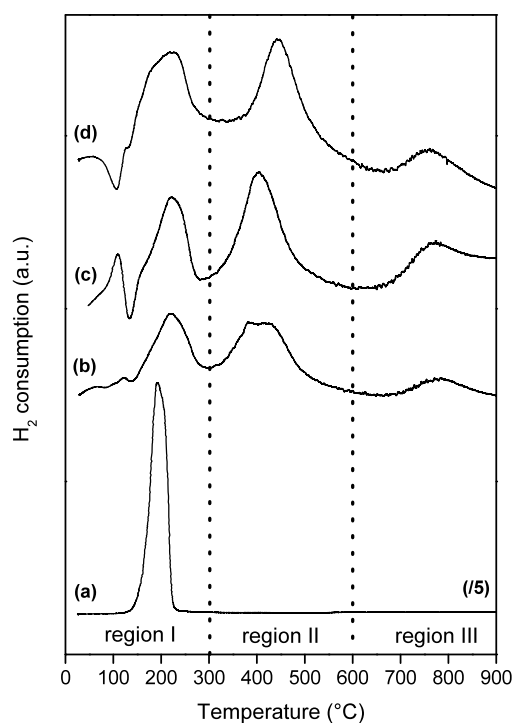 H2 consumption (a.u.)
(d)
(c)
(b)
(a)
(/5)
region I region II region III
0 100 200 300 400 500 600 700 800 900
Temperature (°C)